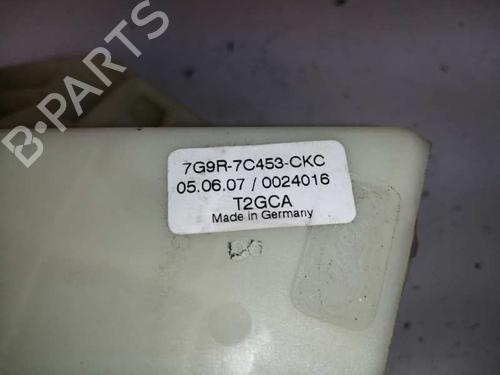 B-PARTS
7G9R-7C453-CKC
05.06.07 / 0024016
T2GCA
Made in Germany